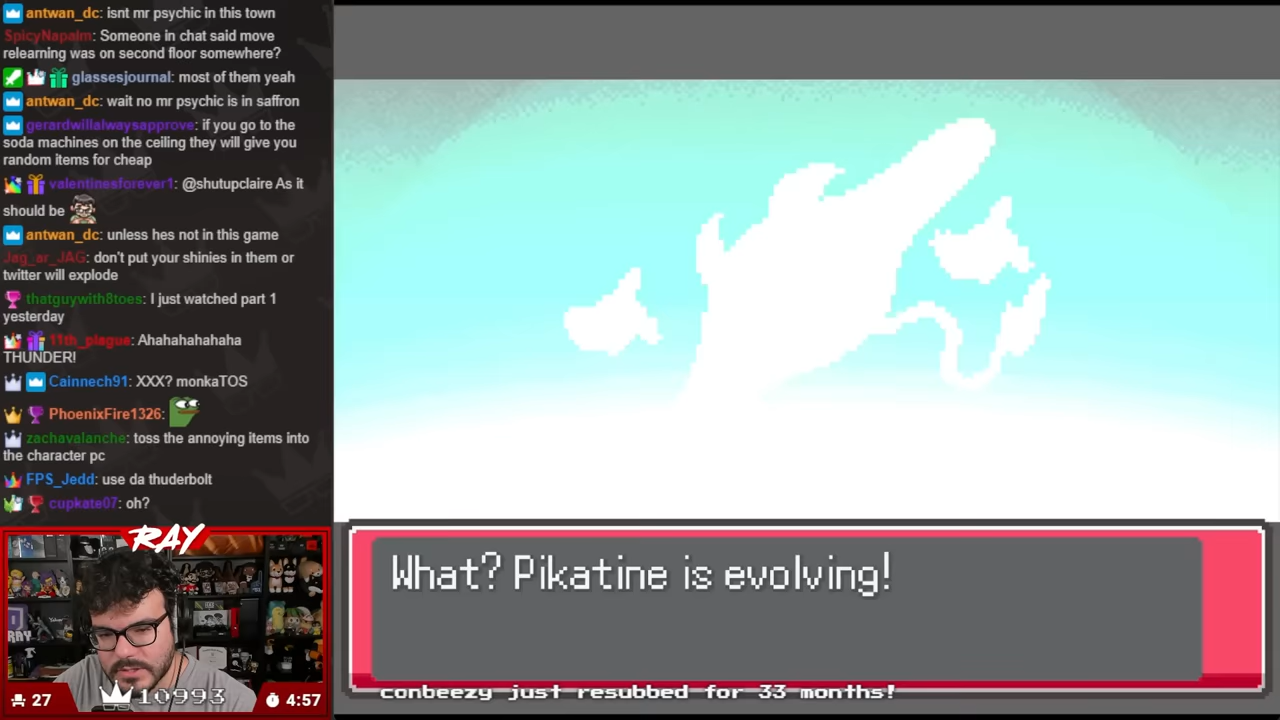 antwan_dc: isnt mr psychic in this town
SpicyNapalm: Someone in chat said move
relearning was on second floor somewhere?
glassesjournal: most of them yeah
antwan_dc: wait no mr psychic is in saffron
gerardwillalwaysapprove: if you go to the
soda machines on the ceiling they will give you
random items for cheap
valentinesforever1: @shutupclaire As it
should be
antwan_dc: unless hes not in this game
Jag_ar_JAG: don't put your shinies in them or
twitter will explode
thatguywith8toes: I just watched part 1
yesterday
11th_plague: Ahahahahahaha
THUNDER!
Cainnech91: XXX? monkaTOS
PhoenixFire1326:
zachavalanche: toss the annoying items into
the character pc
FPS_Jedd: use da thuderbolt
cupkate07: oh?
RAY
27
10993
4:57
What? Pikatine is evolving!
conbeezy just resubbed for 33 months!